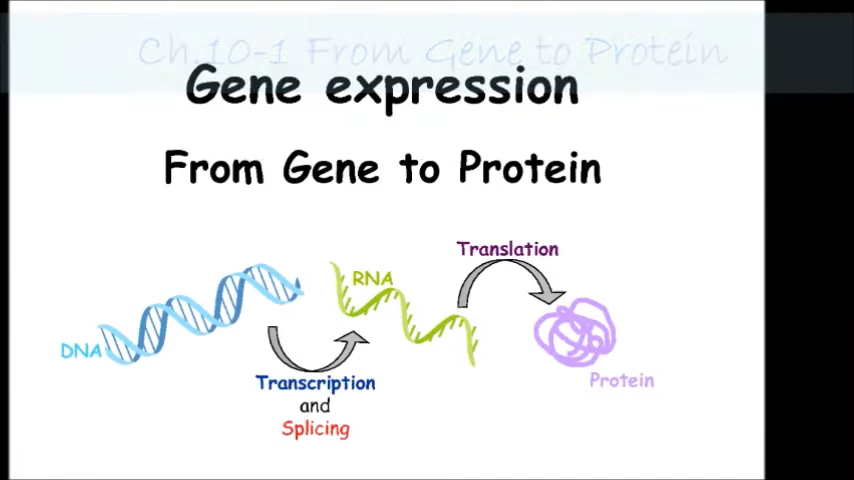 Ch.10-1 From Gene to Protein
Gene expression
From Gene to Protein
Translation
RNA
DNA
Transcription
and
Splicing
Protein